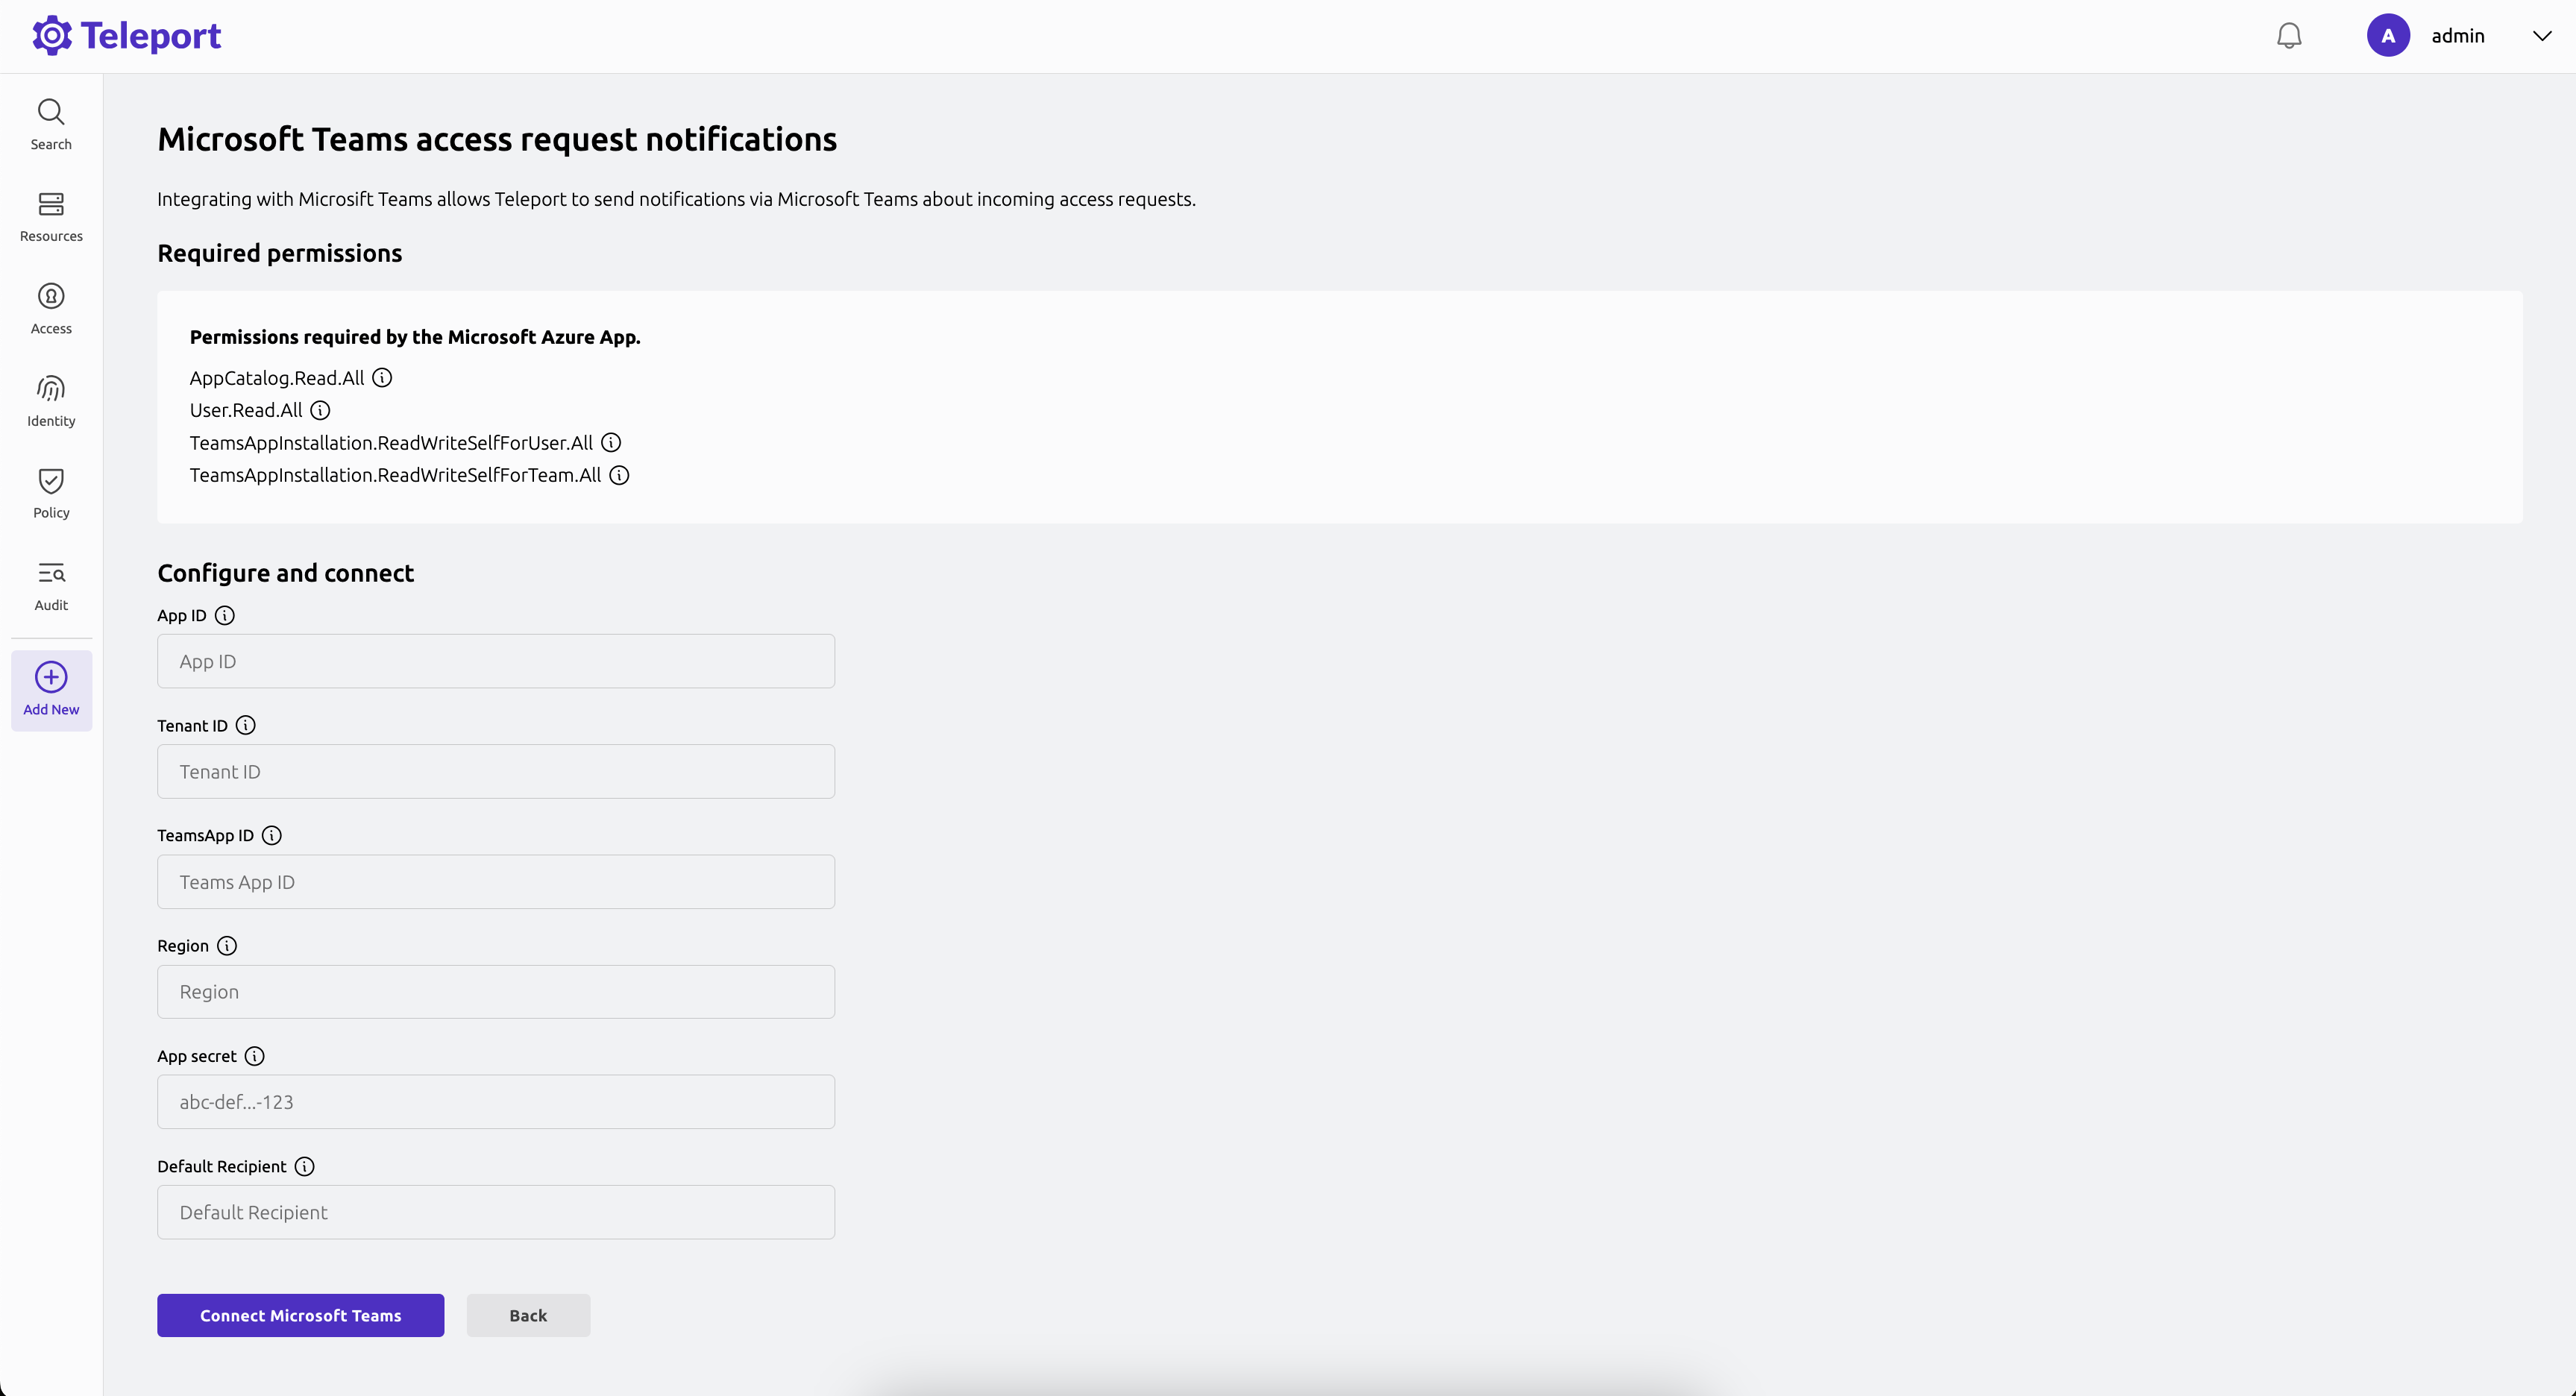 Teleport
A
admin
Search
Resources
Access
Identity
Policy
Audit
Add New
Microsoft Teams access request notifications
Integrating with Microsift Teams allows Teleport to send notifications via Microsoft Teams about incoming access requests.
Required permissions
Permissions required by the Microsoft Azure App.
AppCatalog.Read.All
User.Read.All
TeamsAppInstallation.ReadWriteSelfForUser.All
TeamsAppInstallation.ReadWriteSelfForTeam.All
Configure and connect
App ID
App ID
Tenant ID
Tenant ID
TeamsApp ID
Teams App ID
Region
Region
App secret
abc-def...-123
Default Recipient
Default Recipient
Connect Microsoft Teams
Back